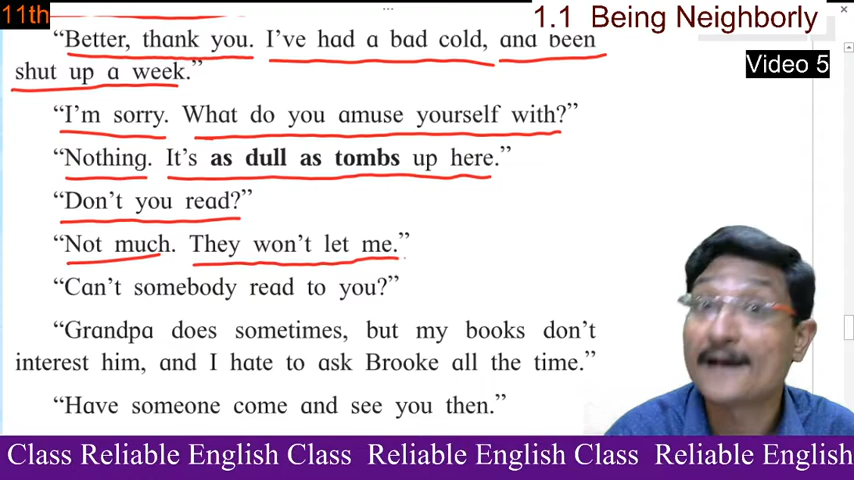 11th
1.1 Being Neighborly
Video 5
“Better, thank you. I’ve had a bad cold, and been
shut up a week.”
“I’m sorry. What do you amuse yourself with?”
“Nothing. It’s as dull as tombs up here.”
“Don’t you read?”
“Not much. They won’t let me.”
“Can’t somebody read to you?”
“Grandpa does sometimes, but my books don’t
interest him, and I hate to ask Brooke all the time.”
“Have someone come and see you then.”
Class Reliable English Class Reliable English Class Reliable English